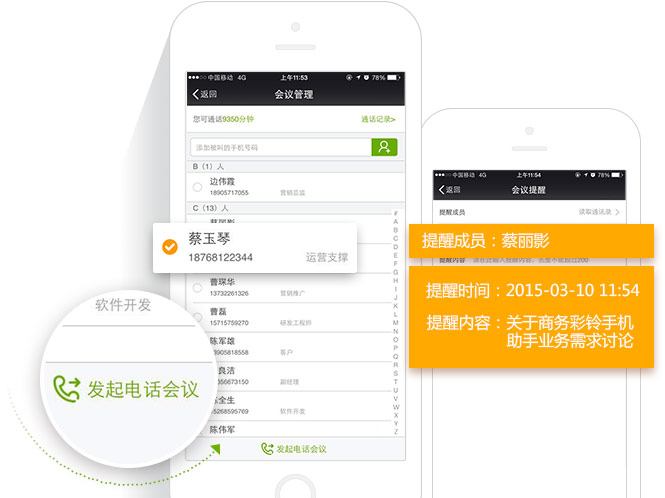 中国移动 4G 上午11:53 78%
返回 会议管理
您可通话9350分钟 通话记录>
添加被叫的手机号码
B（1）人
边伟霞
18905717055 营销总监
C（13）人
蔡玉琴
18768122344 运营支撑
曹琛华
13732261326 营销推广
曹磊
15715759270 研发工程师
陈军雄
13905818558 客户
良洁
356673150 副经理
陈全生
15268595769 软件开发
陈伟军
#
A
B
C
D
E
F
G
H
I
J
K
L
M
N
O
P
Q
R
S
T
U
V
W
X
Y
Z
发起电话会议
软件开发
发起电话会议
中国移动 4G 上午11:54 78%
返回 会议提醒
提醒成员 读取通讯录 >
提醒成员：蔡丽影
提醒内容
提醒时间：2015-03-10 11:54
提醒内容：关于商务彩铃手机
助手业务需求讨论